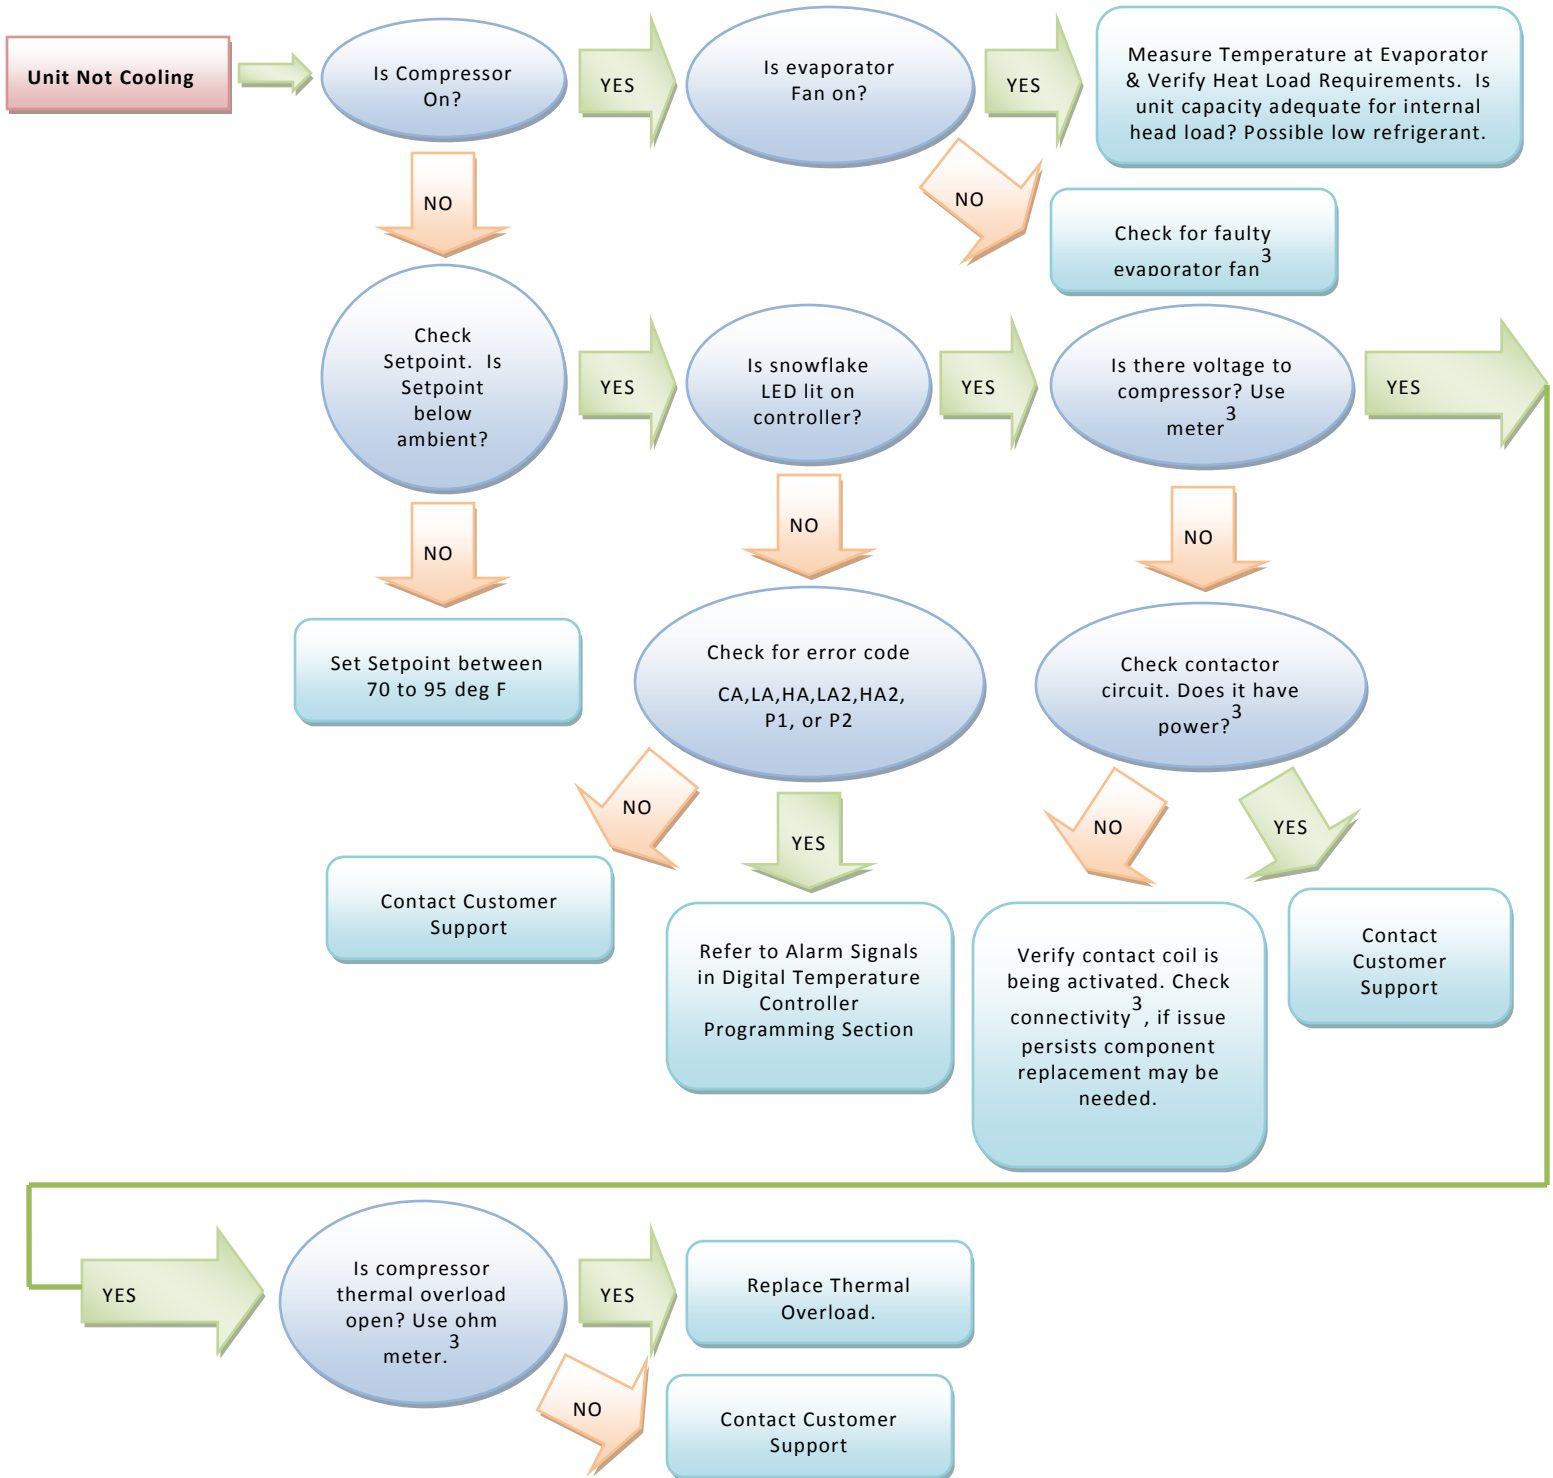 Unit Not Cooling
Is Compressor
On?
YES
Is evaporator
Fan on?
YES
Measure Temperature at Evaporator
& Verify Heat Load Requirements. Is
unit capacity adequate for internal
head load? Possible low refrigerant.
NO
NO
Check for faulty
evaporator fan3
Check
Setpoint. Is
Setpoint
below
ambient?
YES
Is snowflake
LED lit on
controller?
YES
Is there voltage to
compressor? Use
meter3
YES
NO
NO
NO
Set Setpoint between
70 to 95 deg F
Check for error code
CA,LA,HA,LA2,HA2,
P1, or P2
Check contactor
circuit. Does it have
power?3
NO
YES
NO
YES
Contact Customer
Support
Refer to Alarm Signals
in Digital Temperature
Controller
Programming Section
Verify contact coil is
being activated. Check
connectivity3, if issue
persists component
replacement may be
needed.
Contact
Customer
Support
YES
Is compressor
thermal overload
open? Use ohm
meter.3
YES
Replace Thermal
Overload.
NO
Contact Customer
Support